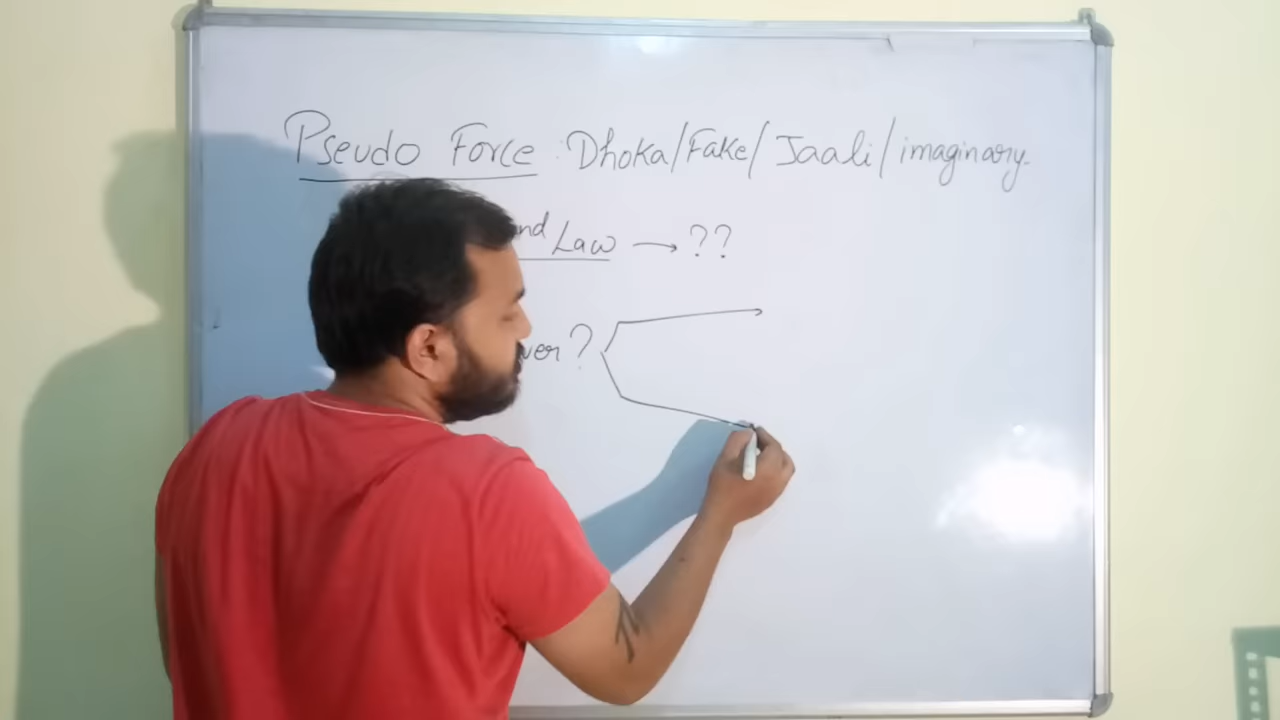 Pseudo Force : Dhoka/Fake/Jaali/imaginary.
nd Law → ??
ver ?